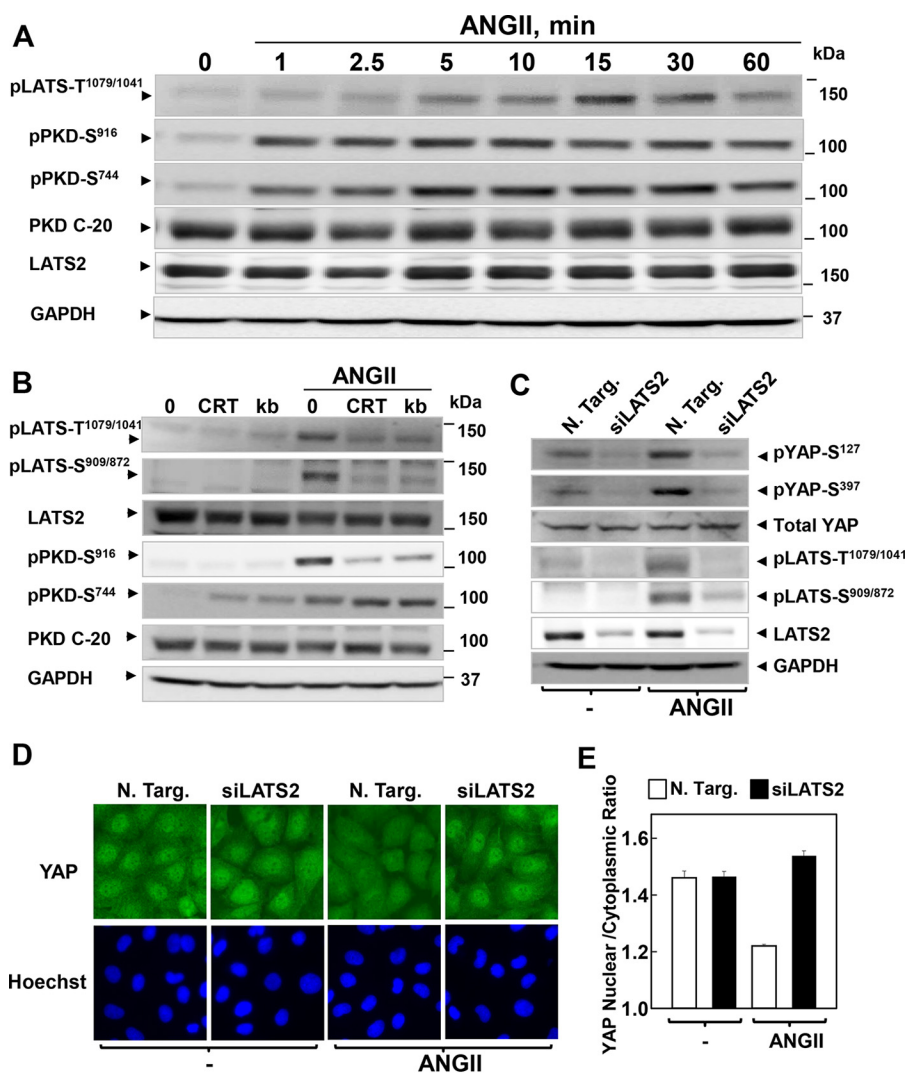 A
ANGII, min
0 1 2.5 5 10 15 30 60 kDa
pLATS-T1079/1041
150
pPKD-S916
100
pPKD-S744
100
PKD C-20
100
LATS2
150
GAPDH
37
B
ANGII
0 CRT kb 0 CRT kb kDa
pLATS-T1079/1041
150
pLATS-S909/872
150
LATS2
150
pPKD-S916
100
pPKD-S744
100
PKD C-20
100
GAPDH
37
C
N. Targ. siLATS2 N. Targ. siLATS2
pYAP-S127
pYAP-S397
Total YAP
pLATS-T1079/1041
pLATS-S909/872
LATS2
GAPDH
- ANGII
D
N. Targ. siLATS2 N. Targ. siLATS2
YAP
Hoechst
- ANGII
E
N. Targ. siLATS2
YAP Nuclear /Cytoplasmic Ratio
1.6
1.4
1.2
1.0
- ANGII